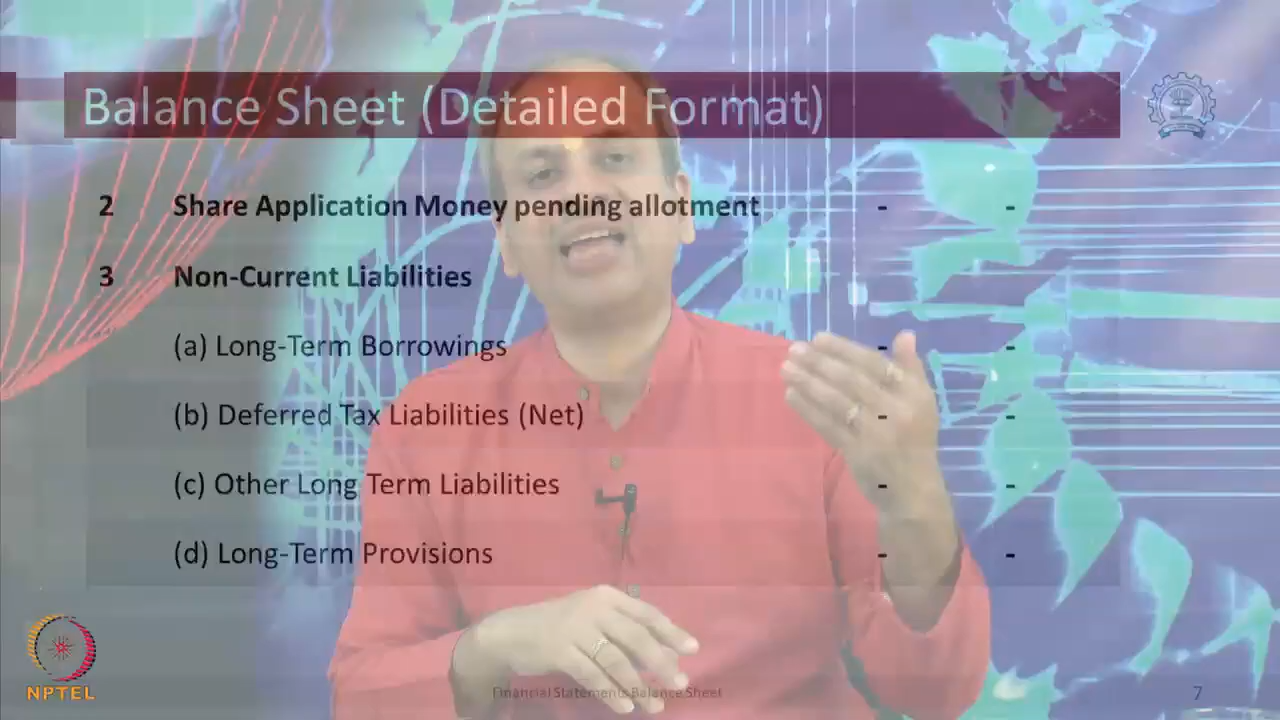 Balance Sheet (Detailed Format)
2 Share Application Money pending allotment - -
3 Non-Current Liabilities
(a) Long-Term Borrowings - -
(b) Deferred Tax Liabilities (Net) - -
(c) Other Long Term Liabilities - -
(d) Long-Term Provisions - -
NPTEL
Financial Statements Balance Sheet
7